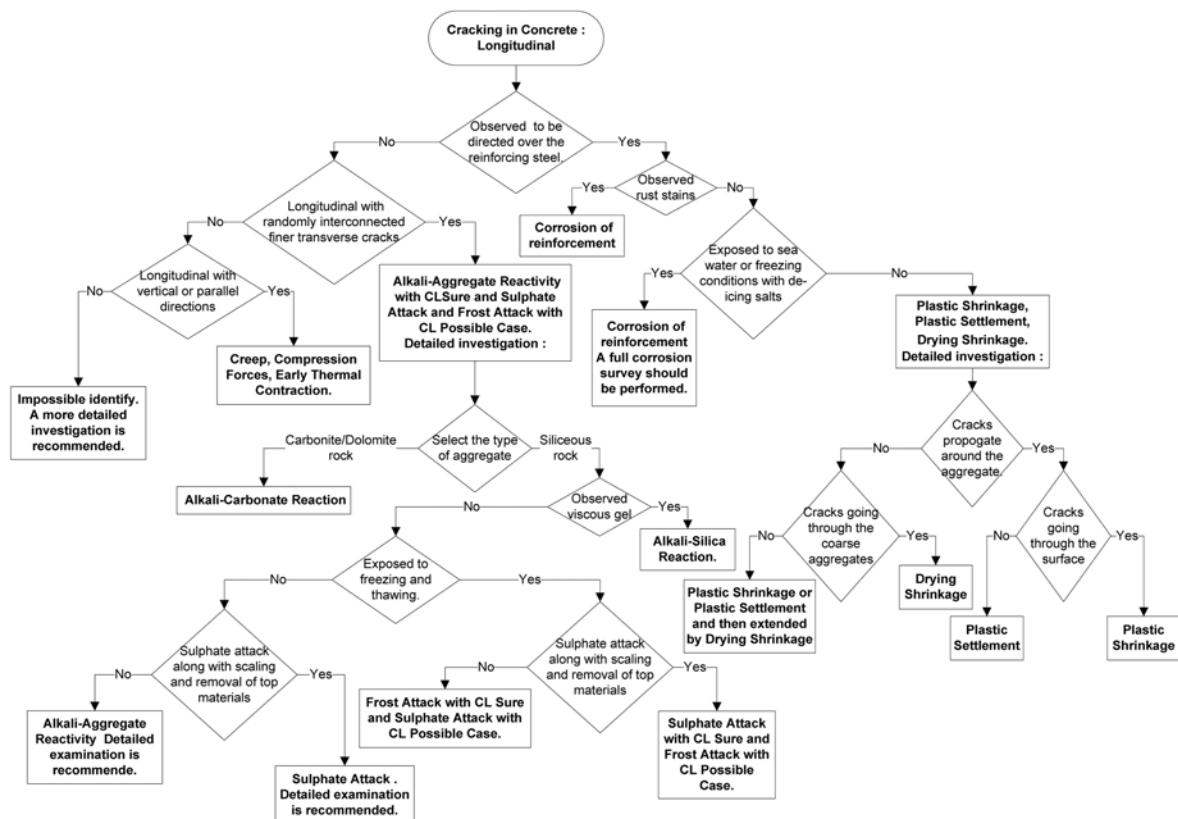 Cracking in Concrete :
Longitudinal
Observed to be
directed over the
reinforcing steel.
No
Yes
Longitudinal with
randomly interconnected
finer transverse cracks
Observed
rust stains
Yes
No
No
Yes
Corrosion of
reinforcement
Exposed to sea
water or freezing
conditions with de-
icing salts
Yes
No
Longitudinal with
vertical or parallel
directions
No
Yes
Alkali-Aggregate Reactivity
with CLSure and Sulphate
Attack and Frost Attack with
CL Possible Case.
Detailed investigation :
Corrosion of
reinforcement
A full corrosion
survey should
be performed.
Plastic Shrinkage,
Plastic Settlement,
Drying Shrinkage.
Detailed investigation :
Creep, Compression
Forces, Early Thermal
Contraction.
Impossible identify.
A more detailed
investigation is
recommended.
Carbonite/Dolomite
rock
Select the type
of aggregate
Siliceous
rock
No
Cracks
propogate
around the
aggregate.
Yes
Alkali-Carbonate Reaction
No
Observed
viscous gel
Yes
Alkali-Silica
Reaction.
No
Cracks going
through the
coarse
aggregates
Yes
No
Cracks
going
through the
surface
Yes
No
Exposed to
freezing and
thawing.
Yes
Plastic Shrinkage or
Plastic Settlement
and then extended
by Drying Shrinkage
Drying
Shrinkage
Plastic
Settlement
Plastic
Shrinkage
No
Sulphate attack
along with scaling
and removal of top
materials
Yes
No
Sulphate attack
along with scaling
and removal of top
materials
Yes
Alkali-Aggregate
Reactivity Detailed
examination is
recommende.
Sulphate Attack .
Detailed examination
is recommended.
Frost Attack with CL Sure
and Sulphate Attack with
CL Possible Case.
Sulphate Attack
with CL Sure and
Frost Attack with
CL Possible
Case.